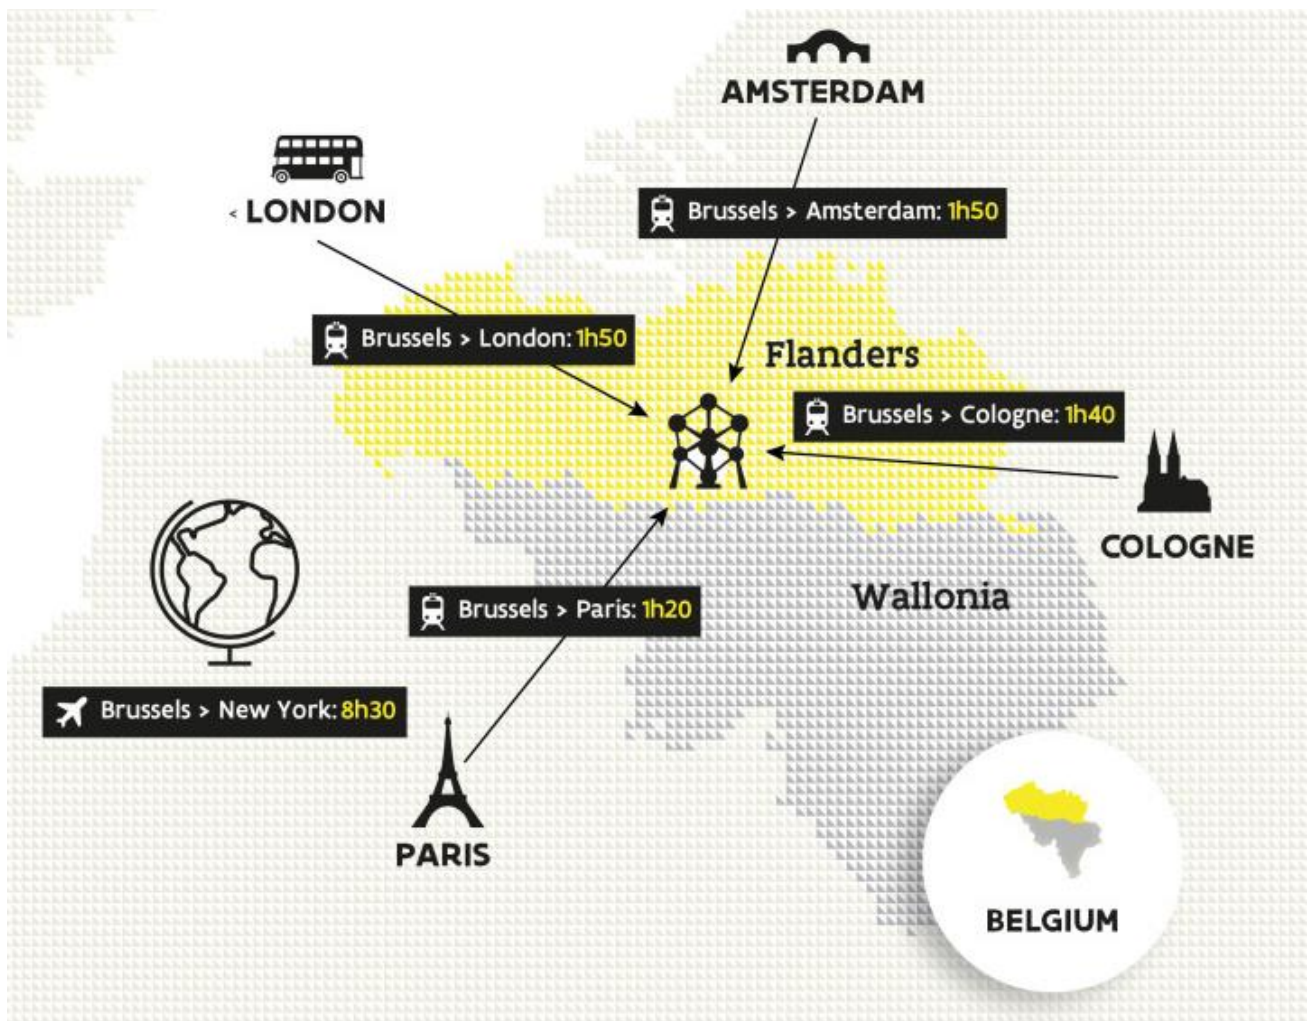 AMSTERDAM
< LONDON
Brussels > Amsterdam: 1h50
Brussels > London: 1h50
Flanders
Brussels > Cologne: 1h40
COLOGNE
Wallonia
Brussels > Paris: 1h20
Brussels > New York: 8h30
PARIS
BELGIUM